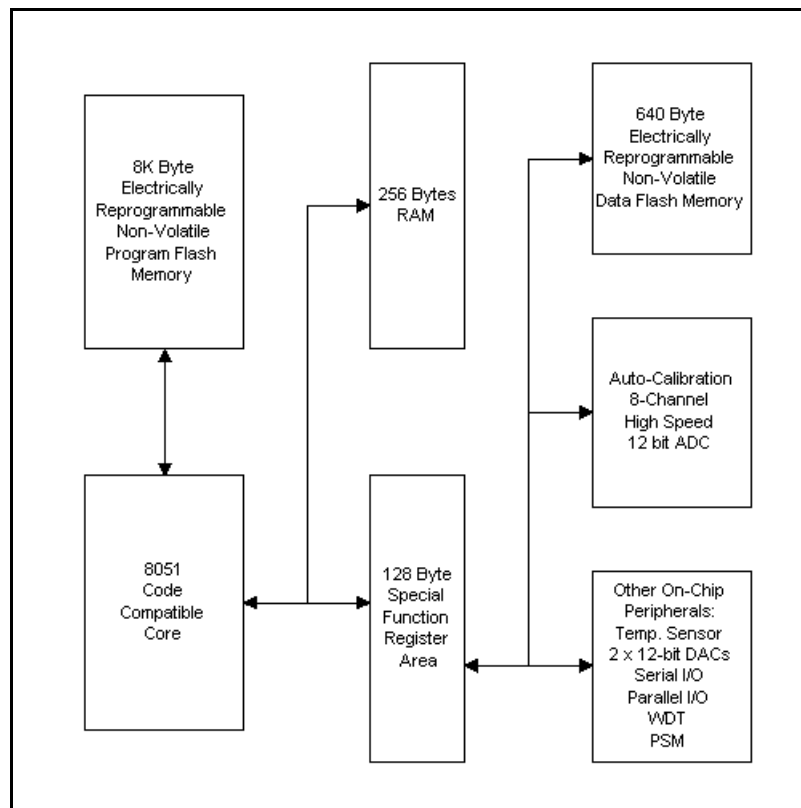 8K Byte
Electrically
Reprogrammable
Non-Volatile
Program Flash
Memory
256 Bytes
RAM
640 Byte
Electrically
Reprogrammable
Non-Volatile
Data Flash Memory
Auto-Calibration
8-Channel
High Speed
12 bit ADC
8051
Code
Compatible
Core
128 Byte
Special
Function
Register
Area
Other On-Chip
Peripherals:
Temp. Sensor
2 x 12-bit DACs
Serial I/O
Parallel I/O
WDT
PSM